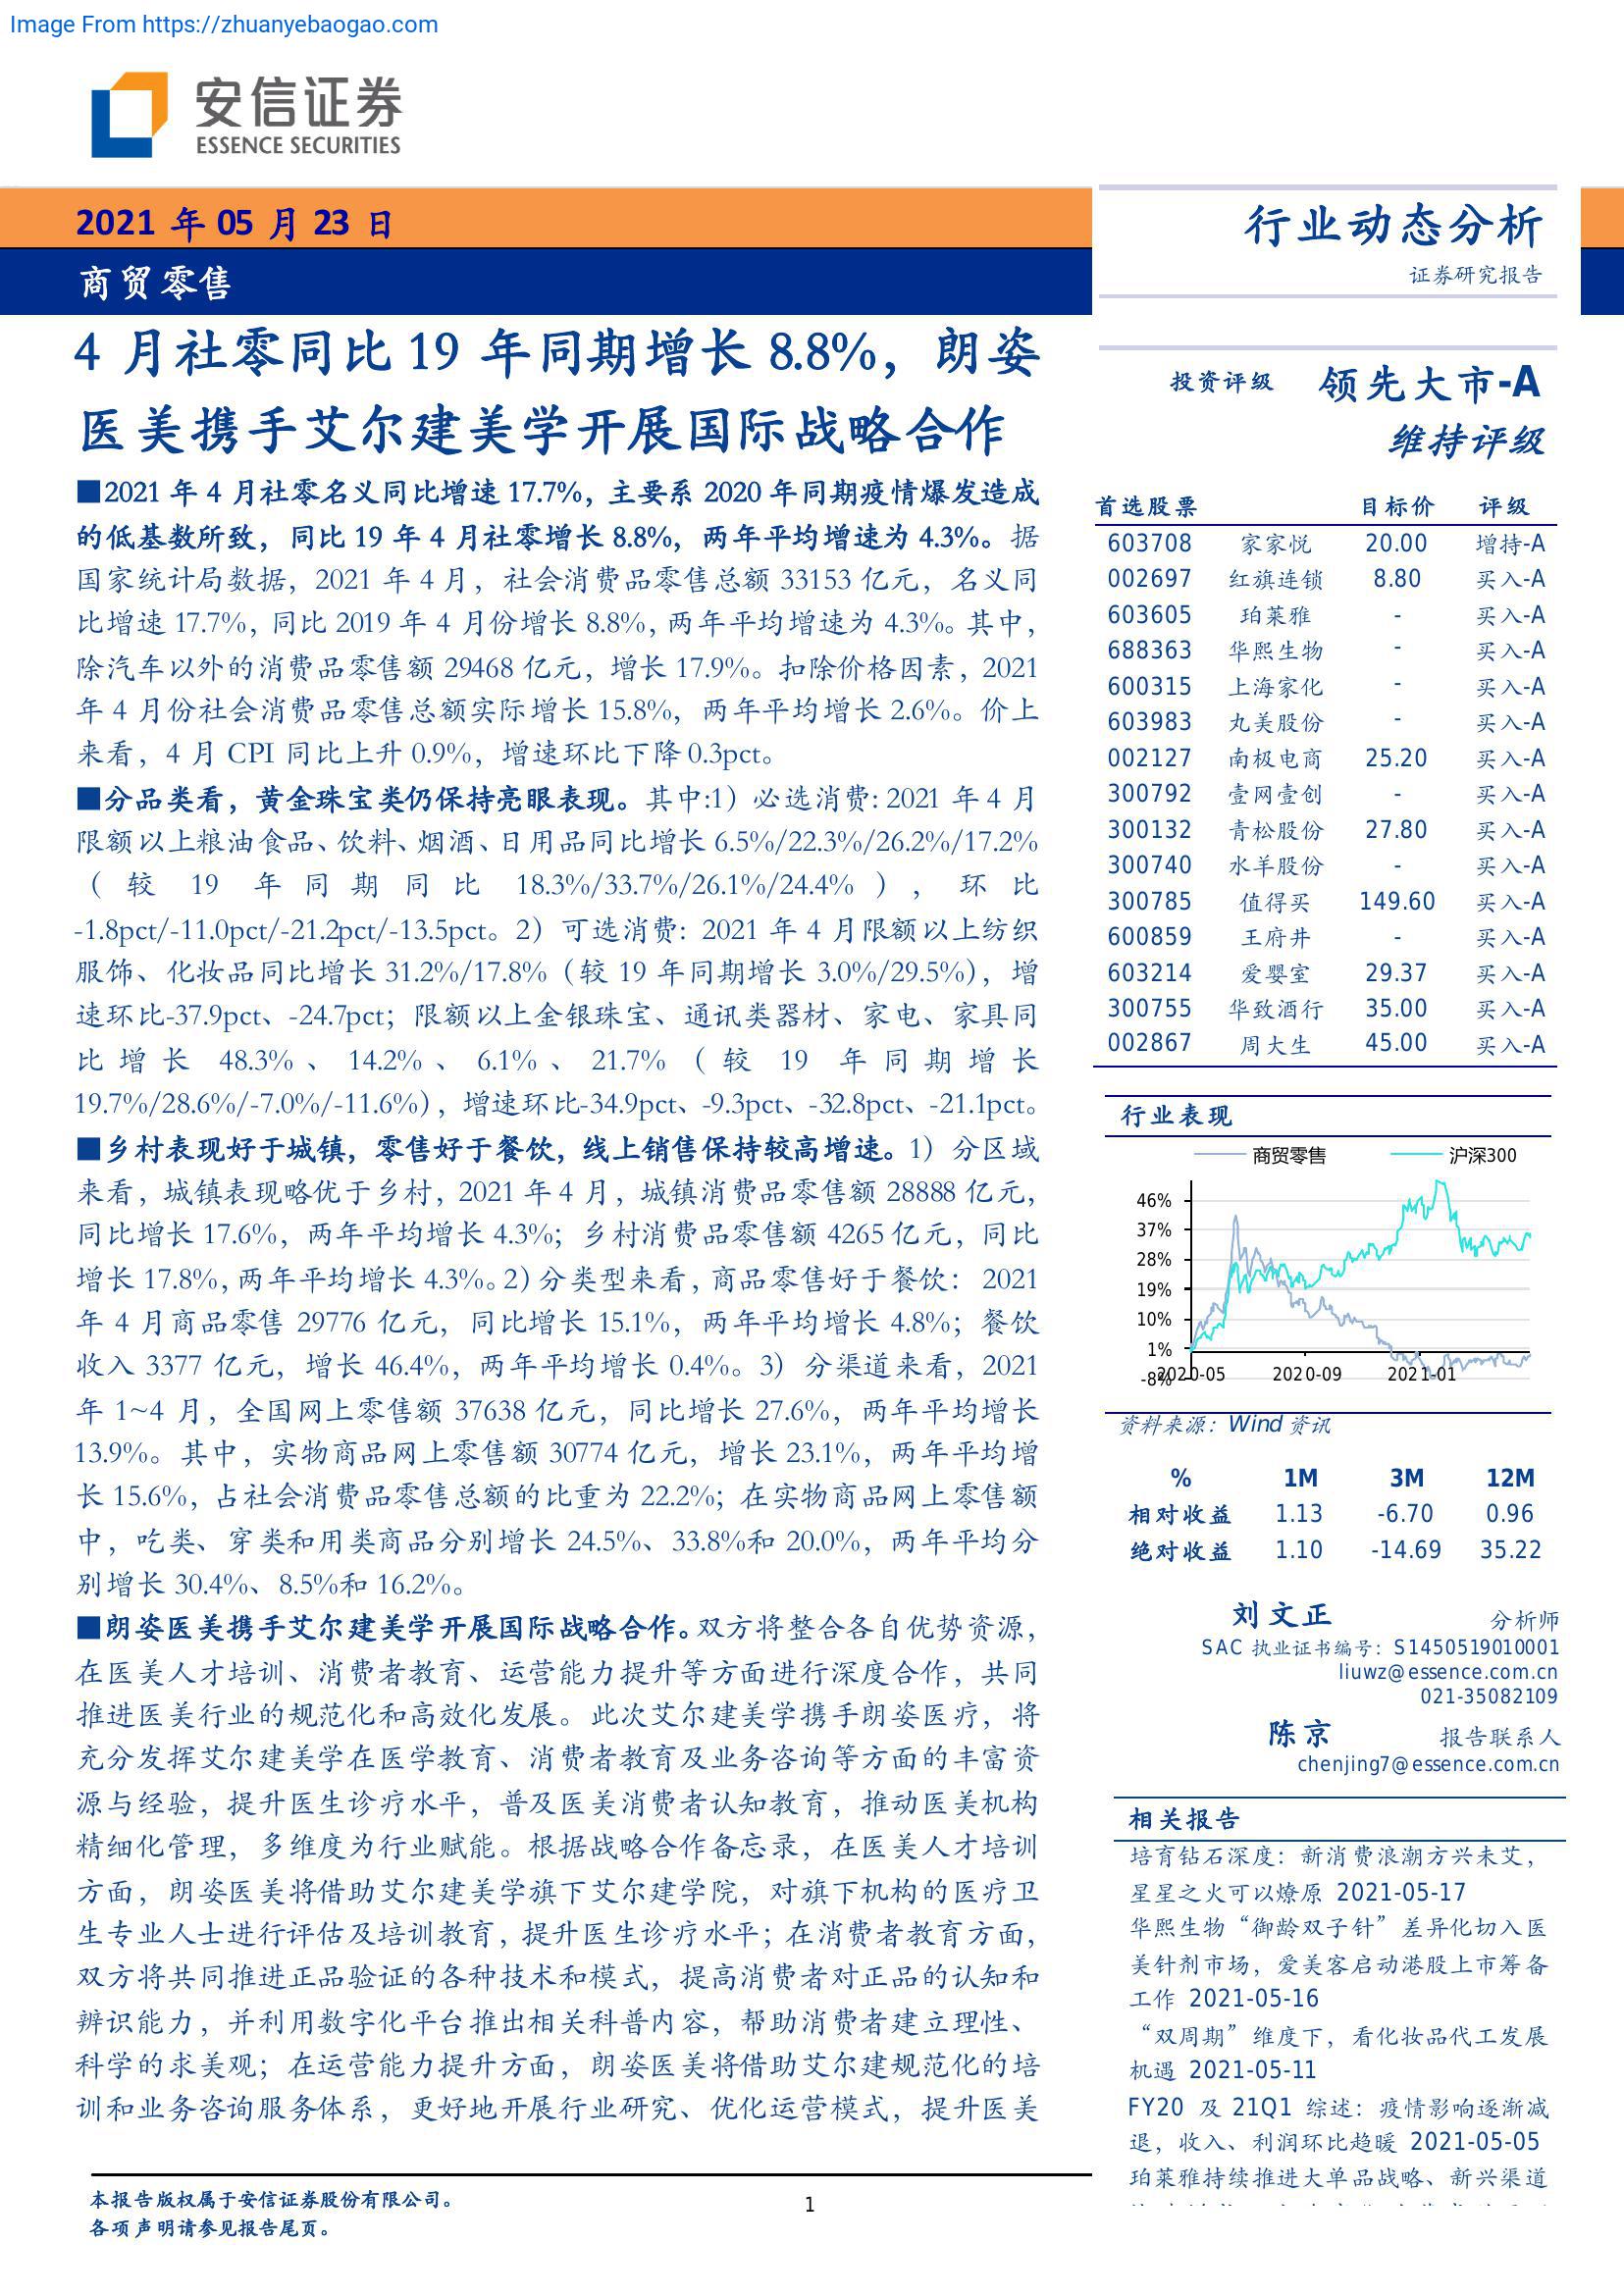 Image From https://zhuanyebaogao.com
安信证券
ESSENCE SECURITIES
2021 年 05 月 23 日
商贸零售
4 月社零同比 19 年同期增长 8.8%，朗姿
医美携手艾尔建美学开展国际战略合作
■2021 年 4 月社零名义同比增速 17.7%，主要系 2020 年同期疫情爆发造成
的低基数所致，同比 19 年 4 月社零增长 8.8%，两年平均增速为 4.3%。据
国家统计局数据，2021 年 4 月，社会消费品零售总额 33153 亿元，名义同
比增速 17.7%，同比 2019 年 4 月份增长 8.8%，两年平均增速为 4.3%。其中，
除汽车以外的消费品零售额 29468 亿元，增长 17.9%。扣除价格因素，2021
年 4 月份社会消费品零售总额实际增长 15.8%，两年平均增长 2.6%。价上
来看，4 月 CPI 同比上升 0.9%，增速环比下降 0.3pct。
■分品类看，黄金珠宝类仍保持亮眼表现。其中:1）必选消费：2021 年 4 月
限额以上粮油食品、饮料、烟酒、日用品同比增长 6.5%/22.3%/26.2%/17.2%
（较 19 年同期同比 18.3%/33.7%/26.1%/24.4%），环比
-1.8pct/-11.0pct/-21.2pct/-13.5pct。2）可选消费：2021 年 4 月限额以上纺织
服饰、化妆品同比增长 31.2%/17.8%（较 19 年同期增长 3.0%/29.5%），增
速环比-37.9pct、-24.7pct；限额以上金银珠宝、通讯类器材、家电、家具同
比增长 48.3%、14.2%、6.1%、21.7%（较 19 年同期增长
19.7%/28.6%/-7.0%/-11.6%），增速环比-34.9pct、-9.3pct、-32.8pct、-21.1pct。
■乡村表现好于城镇，零售好于餐饮，线上销售保持较高增速。1）分区域
来看，城镇表现略优于乡村，2021 年 4 月，城镇消费品零售额 28888 亿元，
同比增长 17.6%，两年平均增长 4.3%；乡村消费品零售额 4265 亿元，同比
增长 17.8%，两年平均增长 4.3%。2）分类型来看，商品零售好于餐饮：2021
年 4 月商品零售 29776 亿元，同比增长 15.1%，两年平均增长 4.8%；餐饮
收入 3377 亿元，增长 46.4%，两年平均增长 0.4%。3）分渠道来看，2021
年 1~4 月，全国网上零售额 37638 亿元，同比增长 27.6%，两年平均增长
13.9%。其中，实物商品网上零售额 30774 亿元，增长 23.1%，两年平均增
长 15.6%，占社会消费品零售总额的比重为 22.2%；在实物商品网上零售额
中，吃类、穿类和用类商品分别增长 24.5%、33.8%和 20.0%，两年平均分
别增长 30.4%、8.5%和 16.2%。
■朗姿医美携手艾尔建美学开展国际战略合作。双方将整合各自优势资源，
在医美人才培训、消费者教育、运营能力提升等方面进行深度合作，共同
推进医美行业的规范化和高效化发展。此次艾尔建美学携手朗姿医疗，将
充分发挥艾尔建美学在医学教育、消费者教育及业务咨询等方面的丰富资
源与经验，提升医生诊疗水平，普及医美消费者认知教育，推动医美机构
精细化管理，多维度为行业赋能。根据战略合作备忘录，在医美人才培训
方面，朗姿医美将借助艾尔建美学旗下艾尔建学院，对旗下机构的医疗卫
生专业人士进行评估及培训教育，提升医生诊疗水平；在消费者教育方面，
双方将共同推进正品验证的各种技术和模式，提高消费者对正品的认知和
辨识能力，并利用数字化平台推出相关科普内容，帮助消费者建立理性、
科学的求美观；在运营能力提升方面，朗姿医美将借助艾尔建规范化的培
训和业务咨询服务体系，更好地开展行业研究、优化运营模式，提升医美
行业动态分析
证券研究报告
投资评级 领先大市-A
维持评级
首选股票 目标价 评级
603708 家家悦 20.00 增持-A
002697 红旗连锁 8.80 买入-A
603605 珀莱雅 - 买入-A
688363 华熙生物 - 买入-A
600315 上海家化 - 买入-A
603983 丸美股份 - 买入-A
002127 南极电商 25.20 买入-A
300792 壹网壹创 - 买入-A
300132 青松股份 27.80 买入-A
300740 水羊股份 - 买入-A
300785 值得买 149.60 买入-A
600859 王府井 - 买入-A
603214 爱婴室 29.37 买入-A
300755 华致酒行 35.00 买入-A
002867 周大生 45.00 买入-A
行业表现
商贸零售 沪深300
46%
37%
28%
19%
10%
1%
-8%
2020-05 2020-09 2021-01
资料来源：Wind 资讯
% 1M 3M 12M
相对收益 1.13 -6.70 0.96
绝对收益 1.10 -14.69 35.22
刘文正 分析师
SAC 执业证书编号：S1450519010001
liuwz@essence.com.cn
021-35082109
陈京 报告联系人
chenjing7@essence.com.cn
相关报告
培育钻石深度：新消费浪潮方兴未艾，
星星之火可以燎原 2021-05-17
华熙生物“御龄双子针”差异化切入医
美针剂市场，爱美客启动港股上市筹备
工作 2021-05-16
“双周期”维度下，看化妆品代工发展
机遇 2021-05-11
FY20 及 21Q1 综述：疫情影响逐渐减
退，收入、利润环比趋暖 2021-05-05
珀莱雅持续推进大单品战略、新兴渠道
本报告版权属于安信证券股份有限公司。
各项声明请参见报告尾页。
1